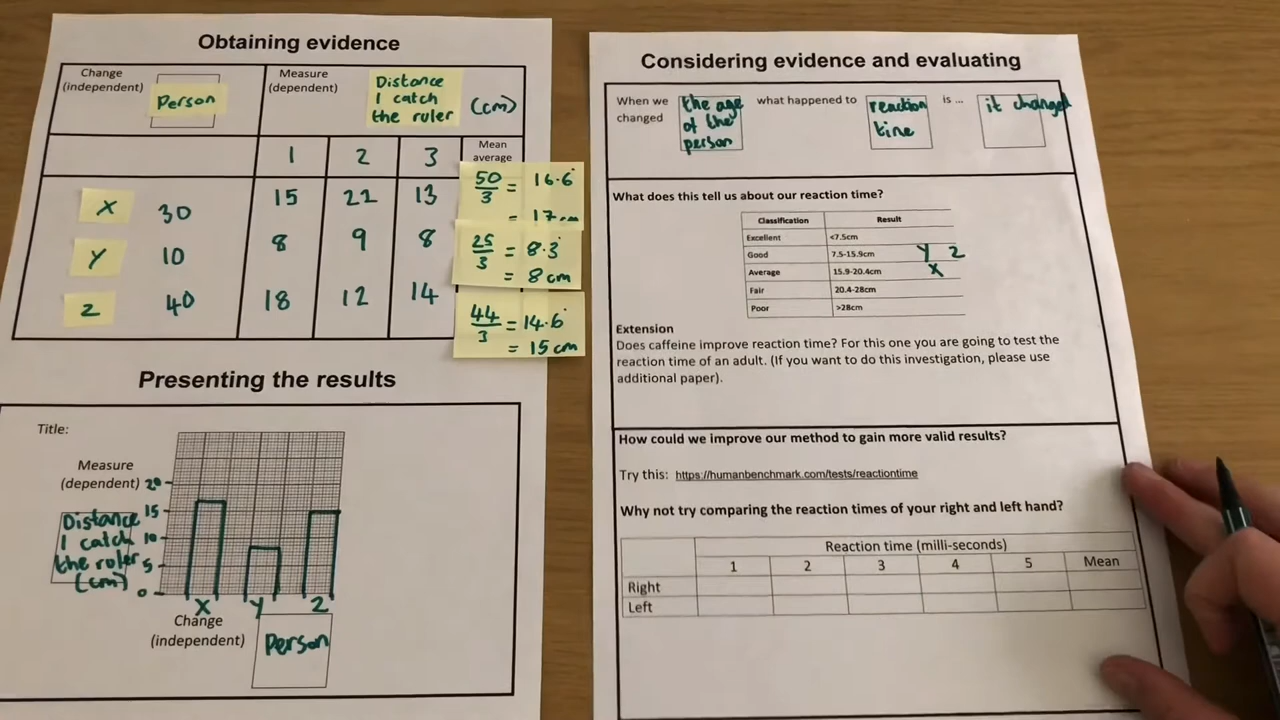 Obtaining evidence
Change
(independent)
Person
Measure
(dependent)
Distance
I catch
the ruler
(cm)
1 2 3 Mean
average
X 30 15 22 13
50/3 = 16.6
= 17 cm
Y 10 8 9 8
25/3 = 8.3
= 8 cm
Z 40 18 12 14
44/3 = 14.6
= 15 cm
Presenting the results
Title:
Measure
(dependent)
Distance
I catch
the ruler
(cm)
20
15
10
5
0
X Y Z
Change
(independent)
Person
Considering evidence and evaluating
When we
changed
the age
of the
person
what happened to
reaction
time
is ...
it changed
What does this tell us about our reaction time?
Classification Result
Excellent <7.5cm
Good 7.5-15.9cm Y Z
Average 15.9-20.4cm X
Fair 20.4-28cm
Poor >28cm
Extension
Does caffeine improve reaction time? For this one you are going to test the
reaction time of an adult. (If you want to do this investigation, please use
additional paper).
How could we improve our method to gain more valid results?
Try this: https://humanbenchmark.com/tests/reactiontime
Why not try comparing the reaction times of your right and left hand?
Reaction time (milli-seconds)
1 2 3 4 5 Mean
Right
Left